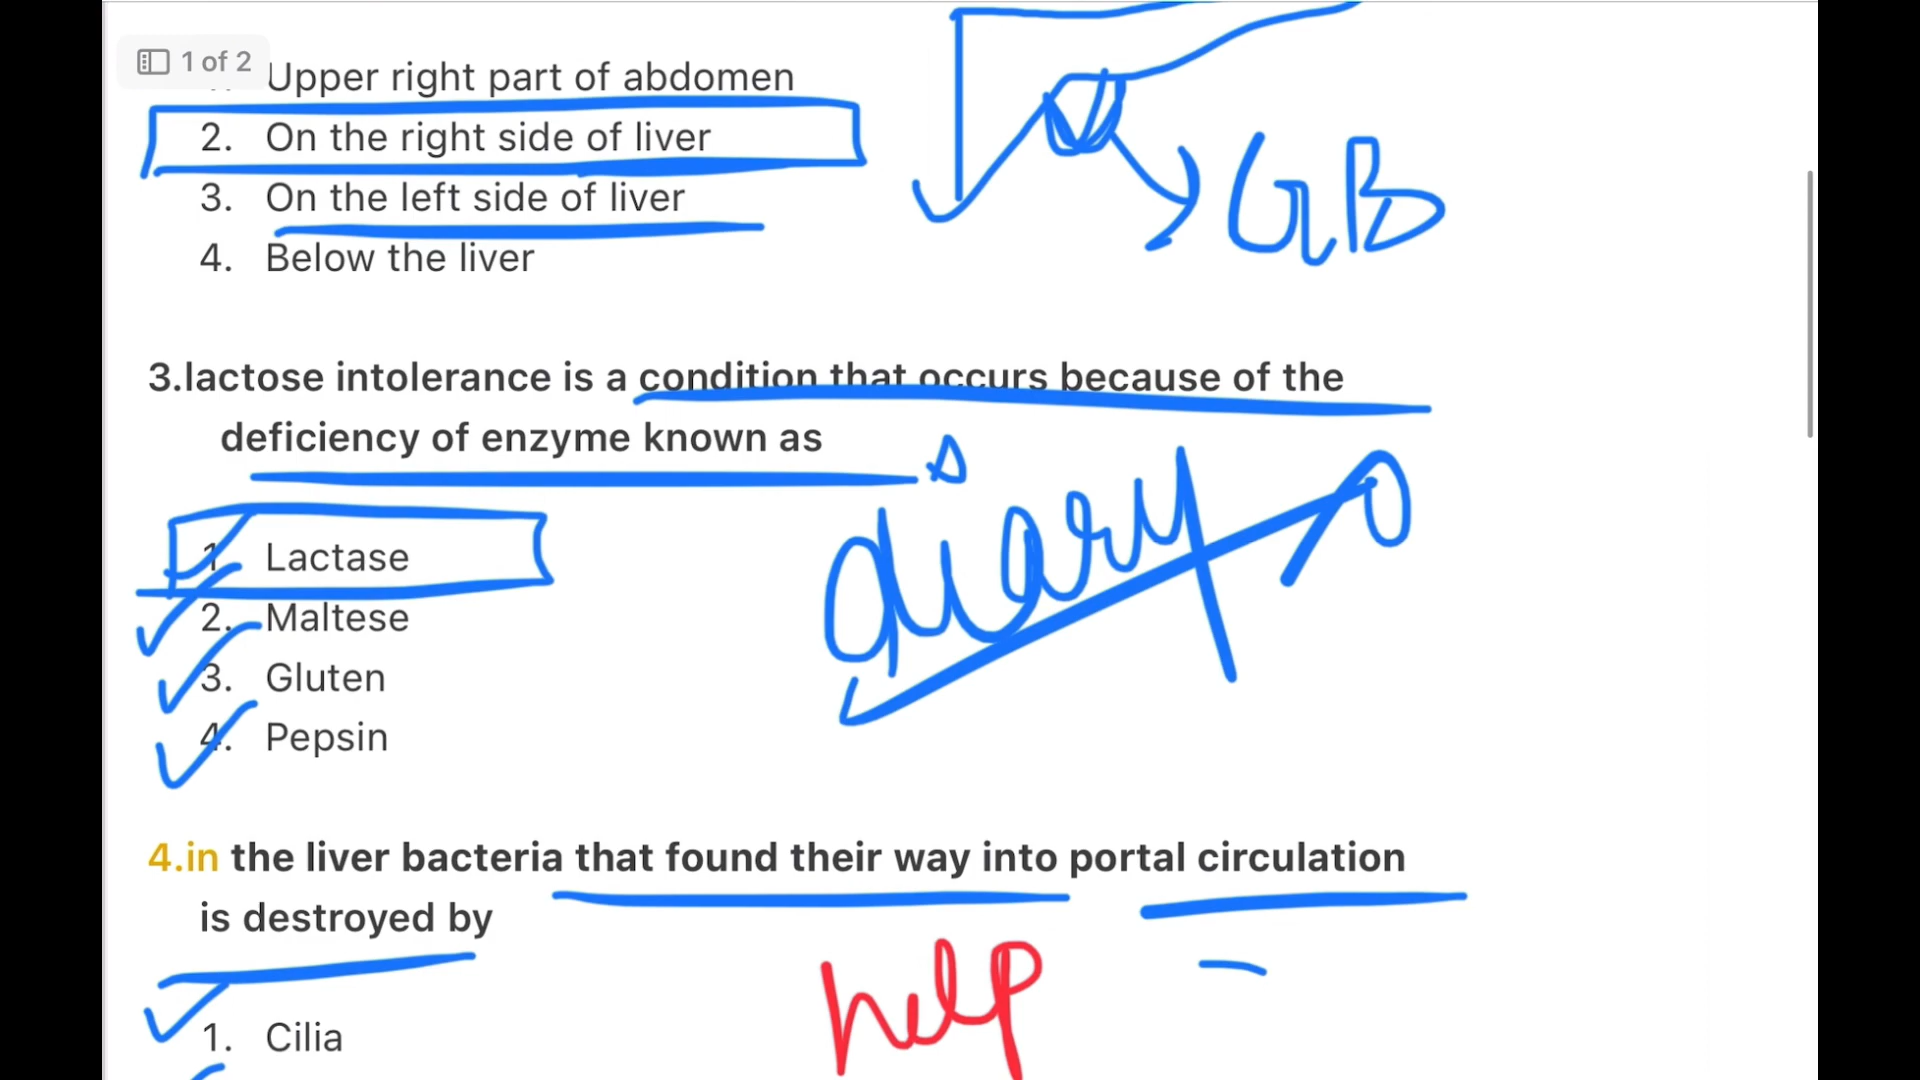 1 of 2
Upper right part of abdomen
2. On the right side of liver
3. On the left side of liver
4. Below the liver
GB
3.lactose intolerance is a condition that occurs because of the
deficiency of enzyme known as
diary
1. Lactase
2. Maltese
3. Gluten
4. Pepsin
4.in the liver bacteria that found their way into portal circulation
is destroyed by
help
1. Cilia